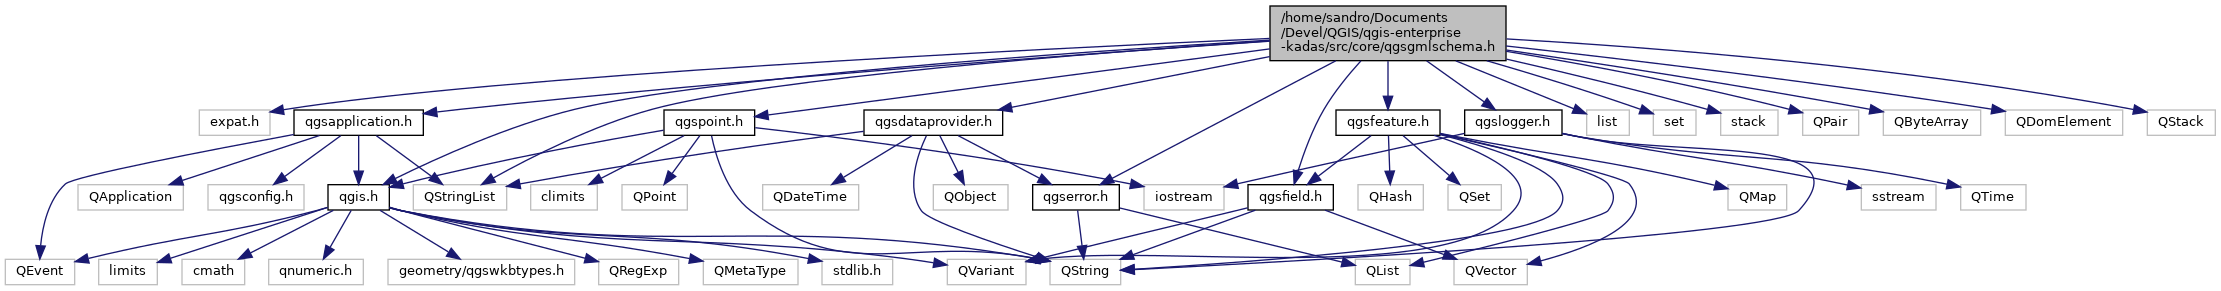 /home/sandro/Documents
/Devel/QGIS/qgis-enterprise
-kadas/src/core/qgsgmlschema.h
expat.h
qgsapplication.h
qgspoint.h
qgsdataprovider.h
qgsfeature.h
qgslogger.h
list
set
stack
QPair
QByteArray
QDomElement
QStack
QApplication
qgsconfig.h
qgis.h
QStringList
climits
QPoint
QDateTime
QObject
qgserror.h
iostream
qgsfield.h
QHash
QSet
QMap
sstream
QTime
QEvent
limits
cmath
qnumeric.h
geometry/qgswkbtypes.h
QRegExp
QMetaType
stdlib.h
QVariant
QString
QList
QVector